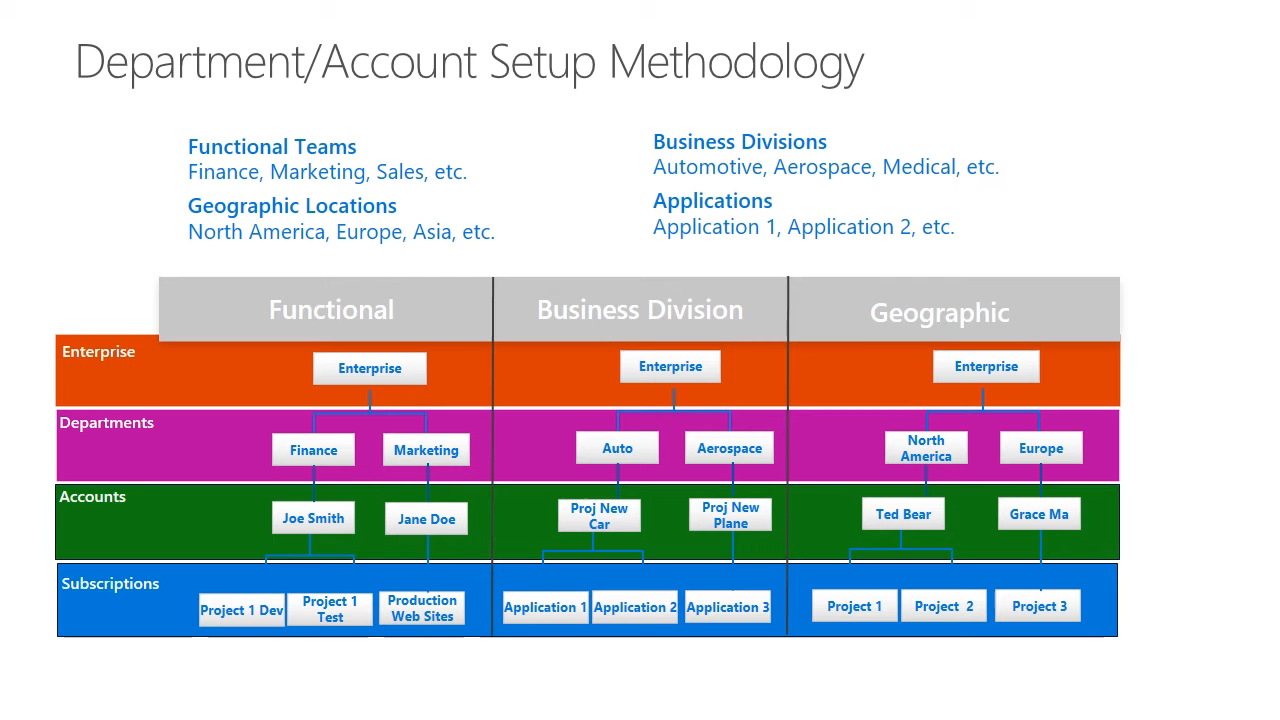 Department/Account Setup Methodology
Functional Teams
Finance, Marketing, Sales, etc.
Geographic Locations
North America, Europe, Asia, etc.
Business Divisions
Automotive, Aerospace, Medical, etc.
Applications
Application 1, Application 2, etc.
Functional
Business Division
Geographic
Enterprise
Enterprise
Enterprise
Enterprise
Departments
Finance
Marketing
Auto
Aerospace
North
America
Europe
Accounts
Joe Smith
Jane Doe
Proj New
Car
Proj New
Plane
Ted Bear
Grace Ma
Subscriptions
Project 1 Dev
Project 1
Test
Production
Web Sites
Application 1
Application 2
Application 3
Project 1
Project 2
Project 3